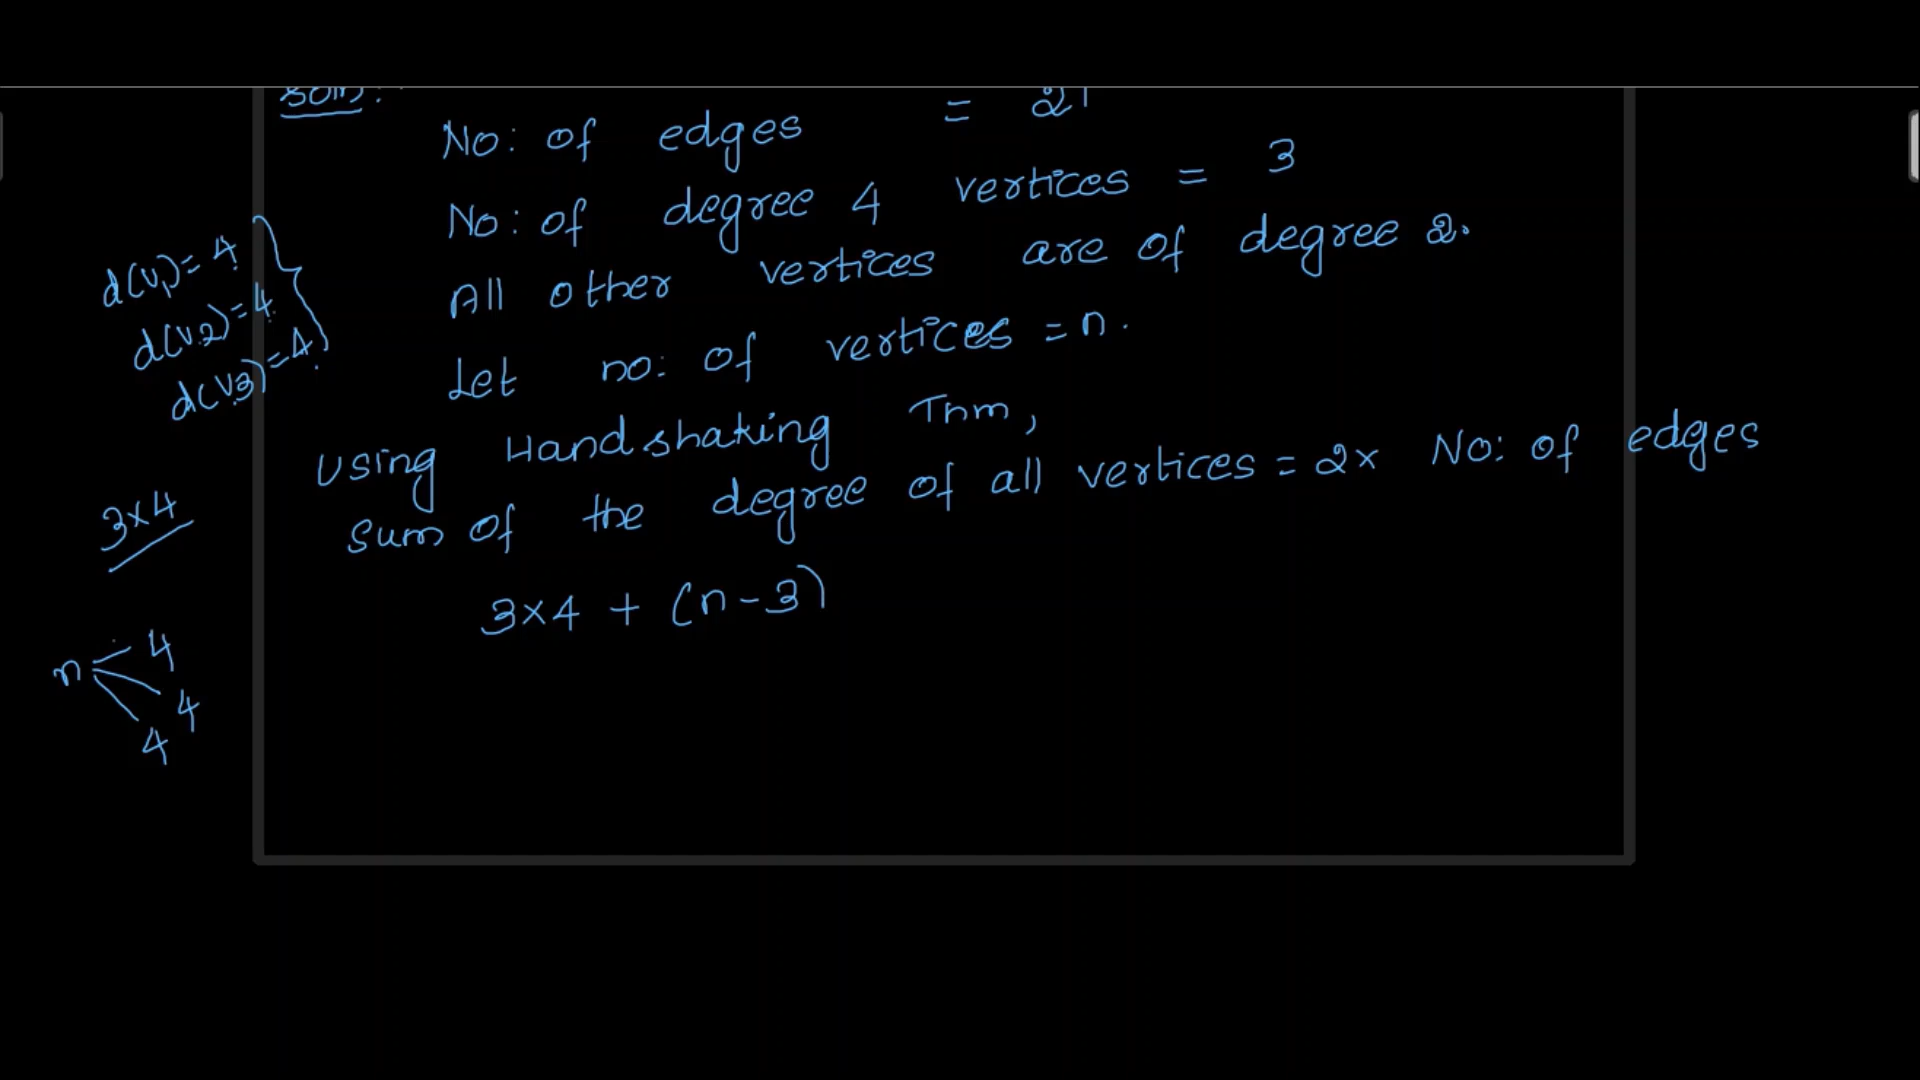 Soln:
No: of edges = 21
No: of degree 4 vertices = 3
All other vertices are of degree 2.
Let no: of vertices = n.
Using Handshaking Thm,
Sum of the degree of all vertices = 2x No: of edges
3x4 + (n-3)
d(v1)= 4
d(v2)=4
d(v3)=4
3x4
n 4
4
4